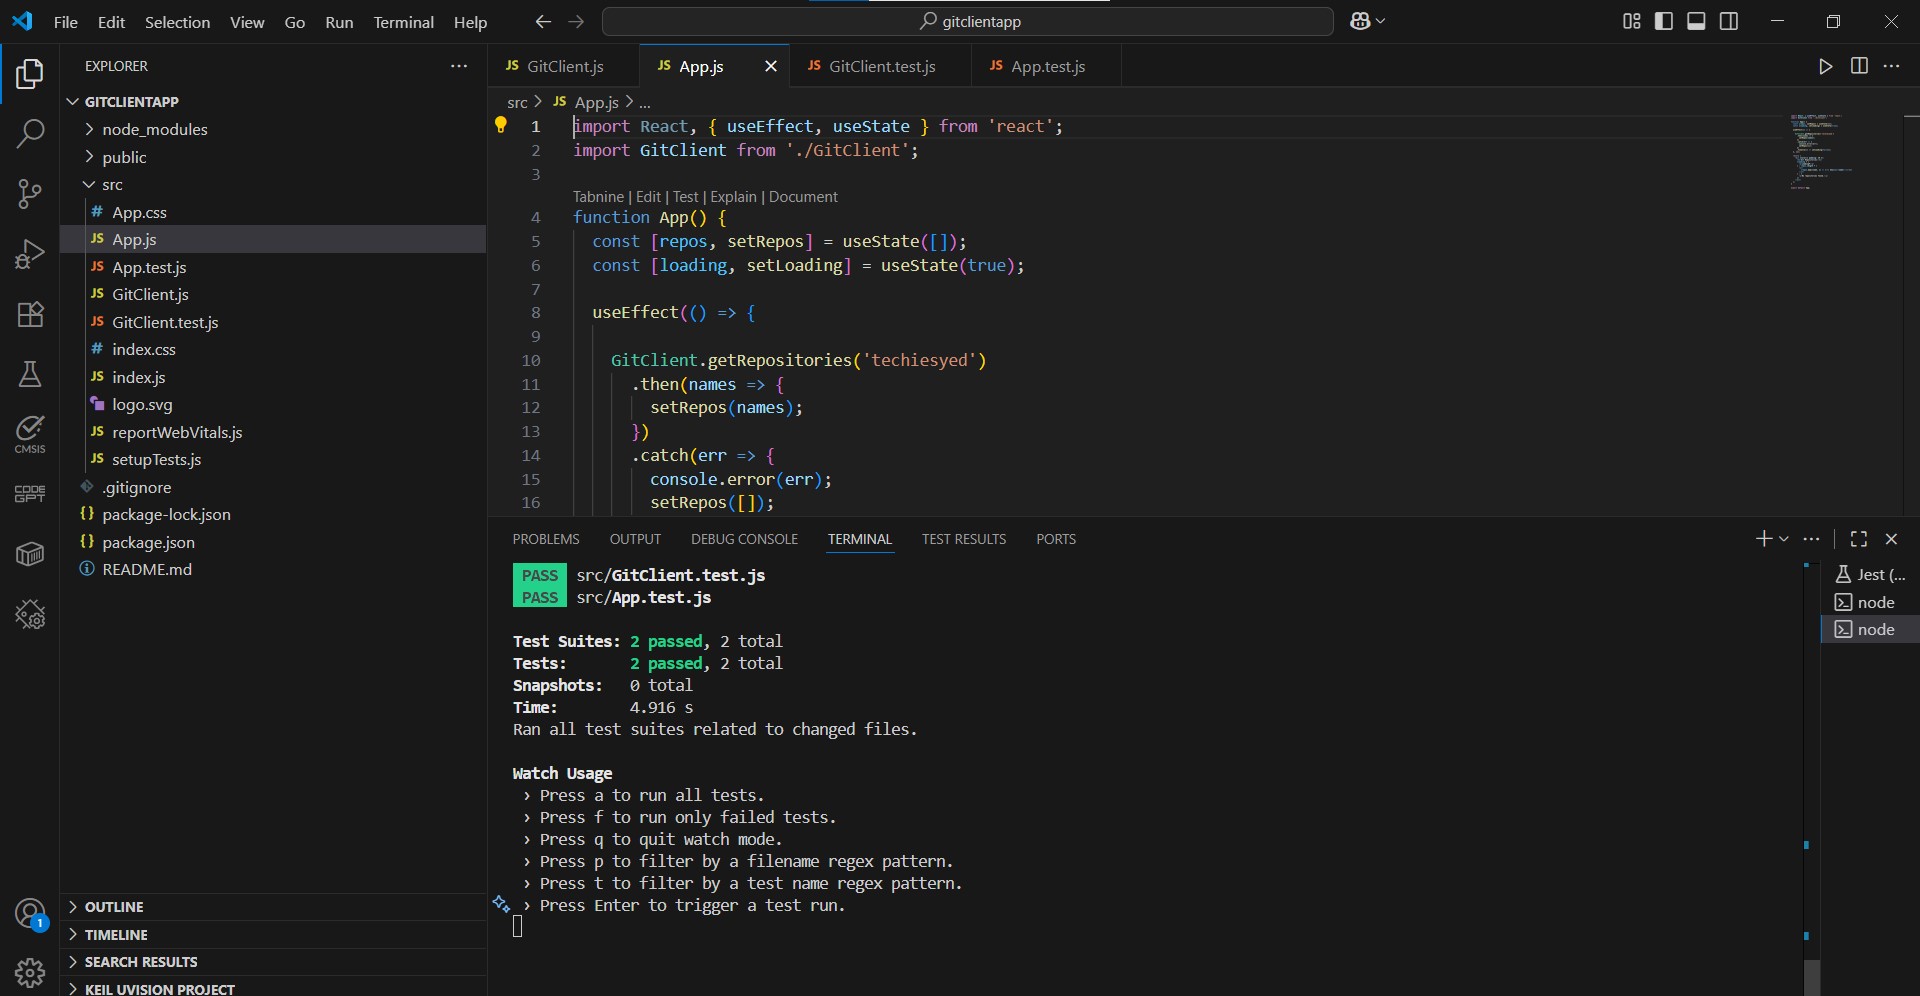 File Edit Selection View Go Run Terminal Help
gitclientapp
EXPLORER
GITCLIENTAPP
node_modules
public
src
# App.css
JS App.js
JS App.test.js
JS GitClient.js
JS GitClient.test.js
# index.css
JS index.js
logo.svg
JS reportWebVitals.js
JS setupTests.js
.gitignore
{} package-lock.json
{} package.json
README.md
OUTLINE
TIMELINE
SEARCH RESULTS
KEIL UVISION PROJECT
CMSIS
CODE
GPT
1
JS GitClient.js JS App.js JS GitClient.test.js JS App.test.js
src > JS App.js > ...
1 import React, { useEffect, useState } from 'react';
2 import GitClient from './GitClient';
3
Tabnine | Edit | Test | Explain | Document
4 function App() {
5 const [repos, setRepos] = useState([]);
6 const [loading, setLoading] = useState(true);
7
8 useEffect(() => {
9
10 GitClient.getRepositories('techiesyed')
11 .then(names => {
12 setRepos(names);
13 })
14 .catch(err => {
15 console.error(err);
16 setRepos([]);
PROBLEMS OUTPUT DEBUG CONSOLE TERMINAL TEST RESULTS PORTS
PASS src/GitClient.test.js
PASS src/App.test.js
Test Suites: 2 passed, 2 total
Tests: 2 passed, 2 total
Snapshots: 0 total
Time: 4.916 s
Ran all test suites related to changed files.
Watch Usage
› Press a to run all tests.
› Press f to run only failed tests.
› Press q to quit watch mode.
› Press p to filter by a filename regex pattern.
› Press t to filter by a test name regex pattern.
› Press Enter to trigger a test run.
Jest (...
node
node